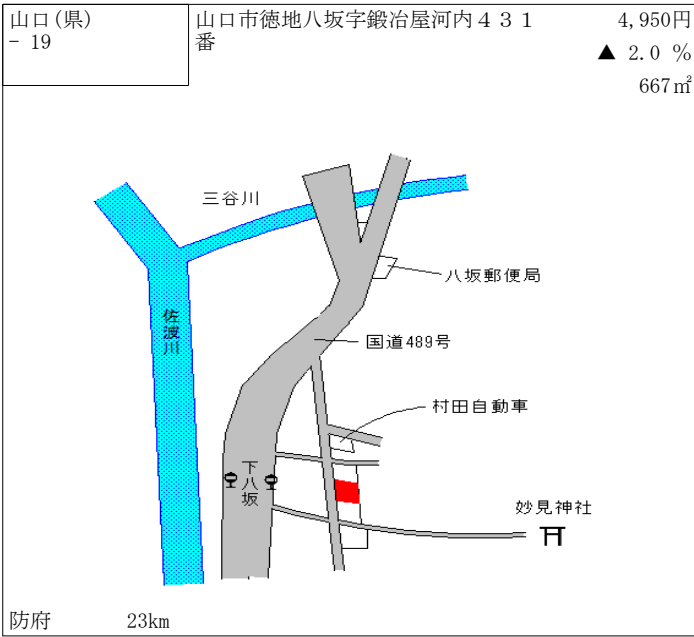 山口(県)
- 19
山口市徳地八坂字鍛冶屋河内４３１
番
4,950円
▲ 2.0 %
667㎡
三谷川
八坂郵便局
佐波川
国道489号
村田自動車
下八坂
妙見神社
防府 23km